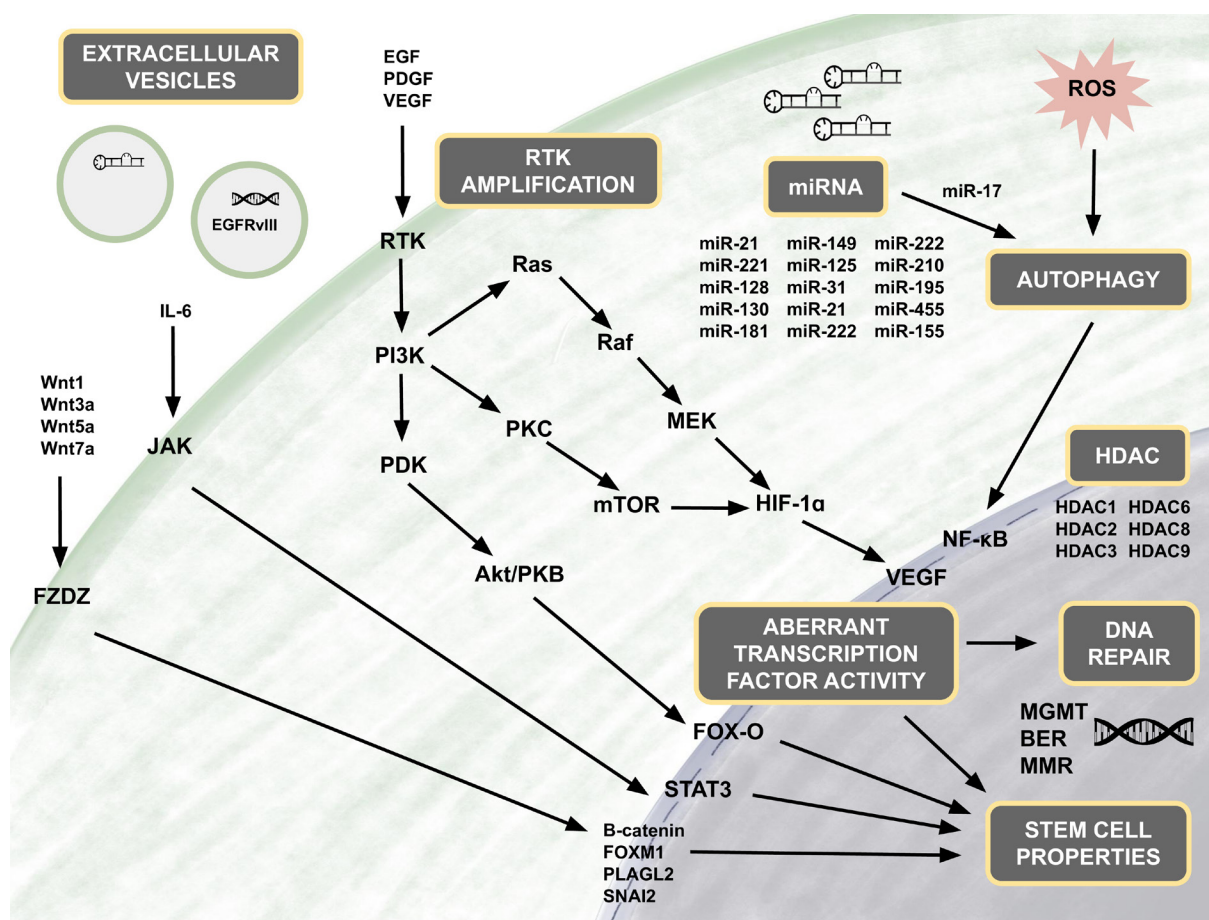 EXTRACELLULAR
VESICLES
EGFRvIII
EGF
PDGF
VEGF
RTK
AMPLIFICATION
miRNA
miR-17
ROS
AUTOPHAGY
miR-21 miR-149 miR-222
miR-221 miR-125 miR-210
miR-128 miR-31 miR-195
miR-130 miR-21 miR-455
miR-181 miR-222 miR-155
RTK
Ras
PI3K
Raf
IL-6
Wnt1
Wnt3a
Wnt5a
Wnt7a
JAK
PDK
PKC
MEK
mTOR
HIF-1α
HDAC
HDAC1 HDAC6
HDAC2 HDAC8
HDAC3 HDAC9
NF-κB
VEGF
Akt/PKB
FZDZ
ABERRANT
TRANSCRIPTION
FACTOR ACTIVITY
DNA
REPAIR
MGMT
BER
MMR
FOX-O
STAT3
B-catenin
FOXM1
PLAGL2
SNAI2
STEM CELL
PROPERTIES